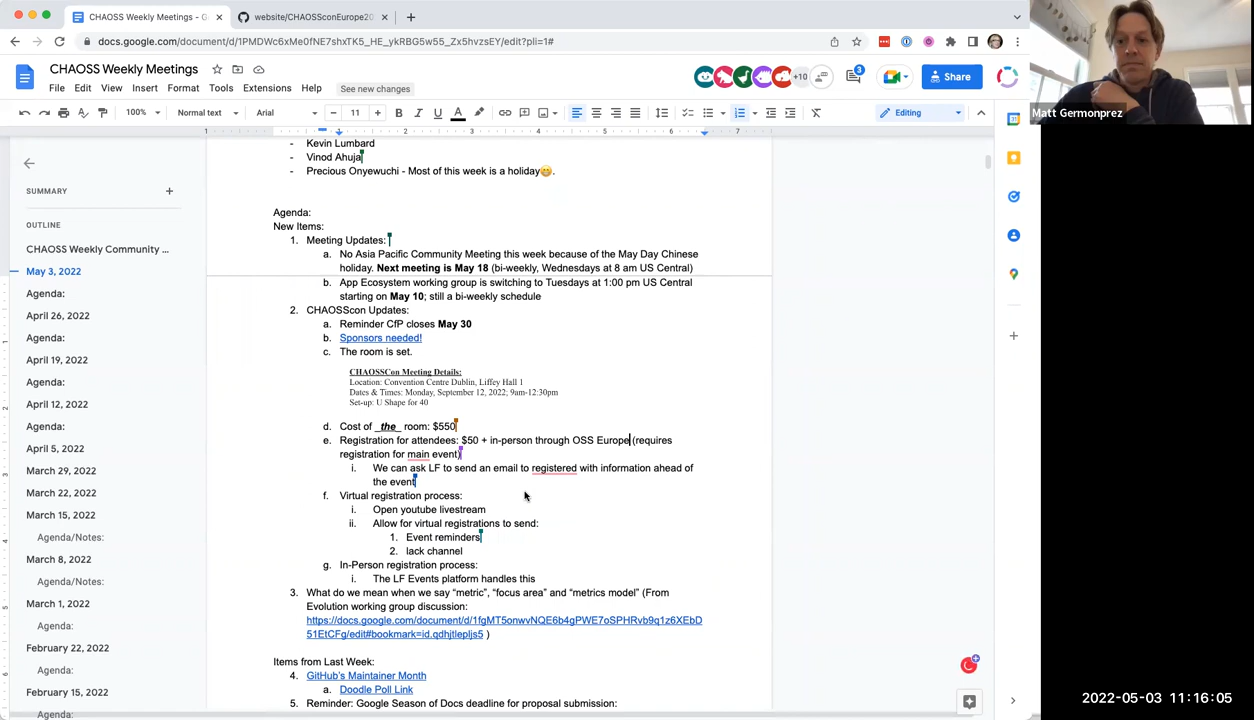 CHAOSS Weekly Meetings - G
website/CHAOSSconEurope20
docs.google.com/document/d/1PMDWc6xMe0fNE7shxTK5_HE_ykRBG5w55_Zx5hvzsEY/edit?pli=1#
CHAOSS Weekly Meetings
File Edit View Insert Format Tools Extensions Help
See new changes
+10
3
Share
Matt Germonprez
100%
Normal text
Arial
11
Editing
1 2 3 4 5 6 7
SUMMARY
OUTLINE
CHAOSS Weekly Community ...
May 3, 2022
Agenda:
April 26, 2022
Agenda:
April 19, 2022
Agenda:
April 12, 2022
Agenda:
April 5, 2022
March 29, 2022
March 22, 2022
March 15, 2022
Agenda/Notes:
March 8, 2022
Agenda/Notes:
March 1, 2022
Agenda:
February 22, 2022
Agenda:
February 15, 2022
Agenda:
- Kevin Lumbard
- Vinod Ahuja
- Precious Onyewuchi - Most of this week is a holiday😁.
Agenda:
New Items:
1. Meeting Updates:
a. No Asia Pacific Community Meeting this week because of the May Day Chinese
holiday. Next meeting is May 18 (bi-weekly, Wednesdays at 8 am US Central)
b. App Ecosystem working group is switching to Tuesdays at 1:00 pm US Central
starting on May 10; still a bi-weekly schedule
2. CHAOSScon Updates:
a. Reminder CfP closes May 30
b. Sponsors needed!
c. The room is set.
CHAOSSCon Meeting Details:
Location: Convention Centre Dublin, Liffey Hall 1
Dates & Times: Monday, September 12, 2022; 9am-12:30pm
Set-up: U Shape for 40
d. Cost of _the_ room: $550
e. Registration for attendees: $50 + in-person through OSS Europe (requires
registration for main event)
i. We can ask LF to send an email to registered with information ahead of
the event
f. Virtual registration process:
i. Open youtube livestream
ii. Allow for virtual registrations to send:
1. Event reminders
2. lack channel
g. In-Person registration process:
i. The LF Events platform handles this
3. What do we mean when we say “metric”, “focus area” and “metrics model” (From
Evolution working group discussion:
https://docs.google.com/document/d/1fgMT5onwvNQE6b4gPWE7oSPHRvb9q1z6XEbD
51EtCFg/edit#bookmark=id.qdhjtlepljs5 )
Items from Last Week:
4. GitHub's Maintainer Month
a. Doodle Poll Link
5. Reminder: Google Season of Docs deadline for proposal submission:
2022-05-03 11:16:05